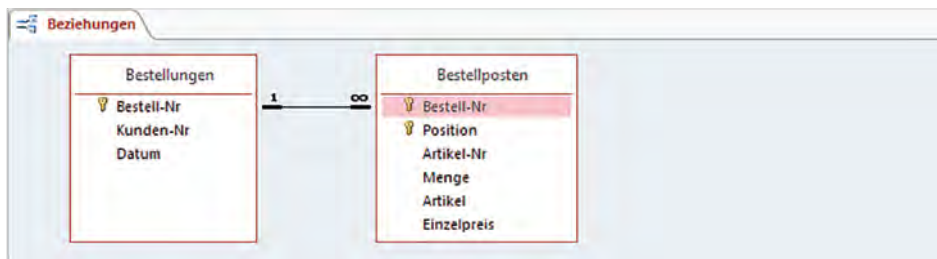 Beziehungen
Bestellungen
Bestell-Nr
Kunden-Nr
Datum
1 ∞
Bestellposten
Bestell-Nr
Position
Artikel-Nr
Menge
Artikel
Einzelpreis